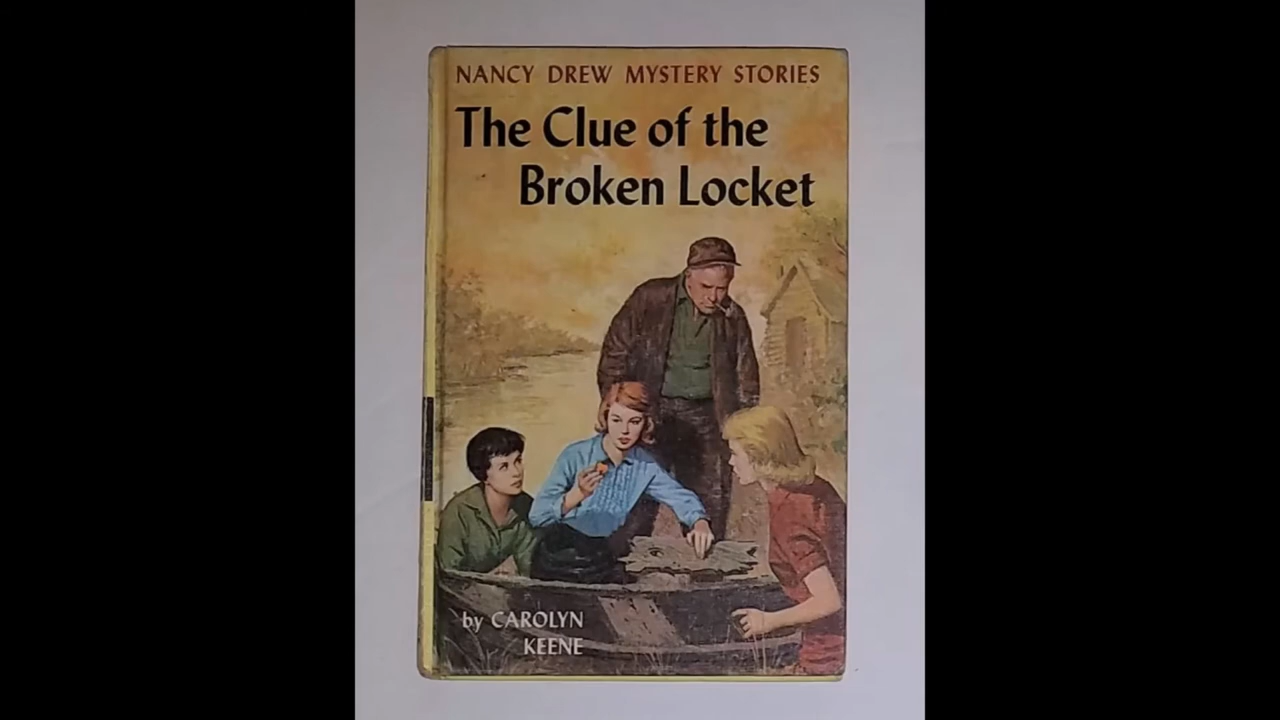 NANCY DREW MYSTERY STORIES
The Clue of the
Broken Locket
by CAROLYN
KEENE